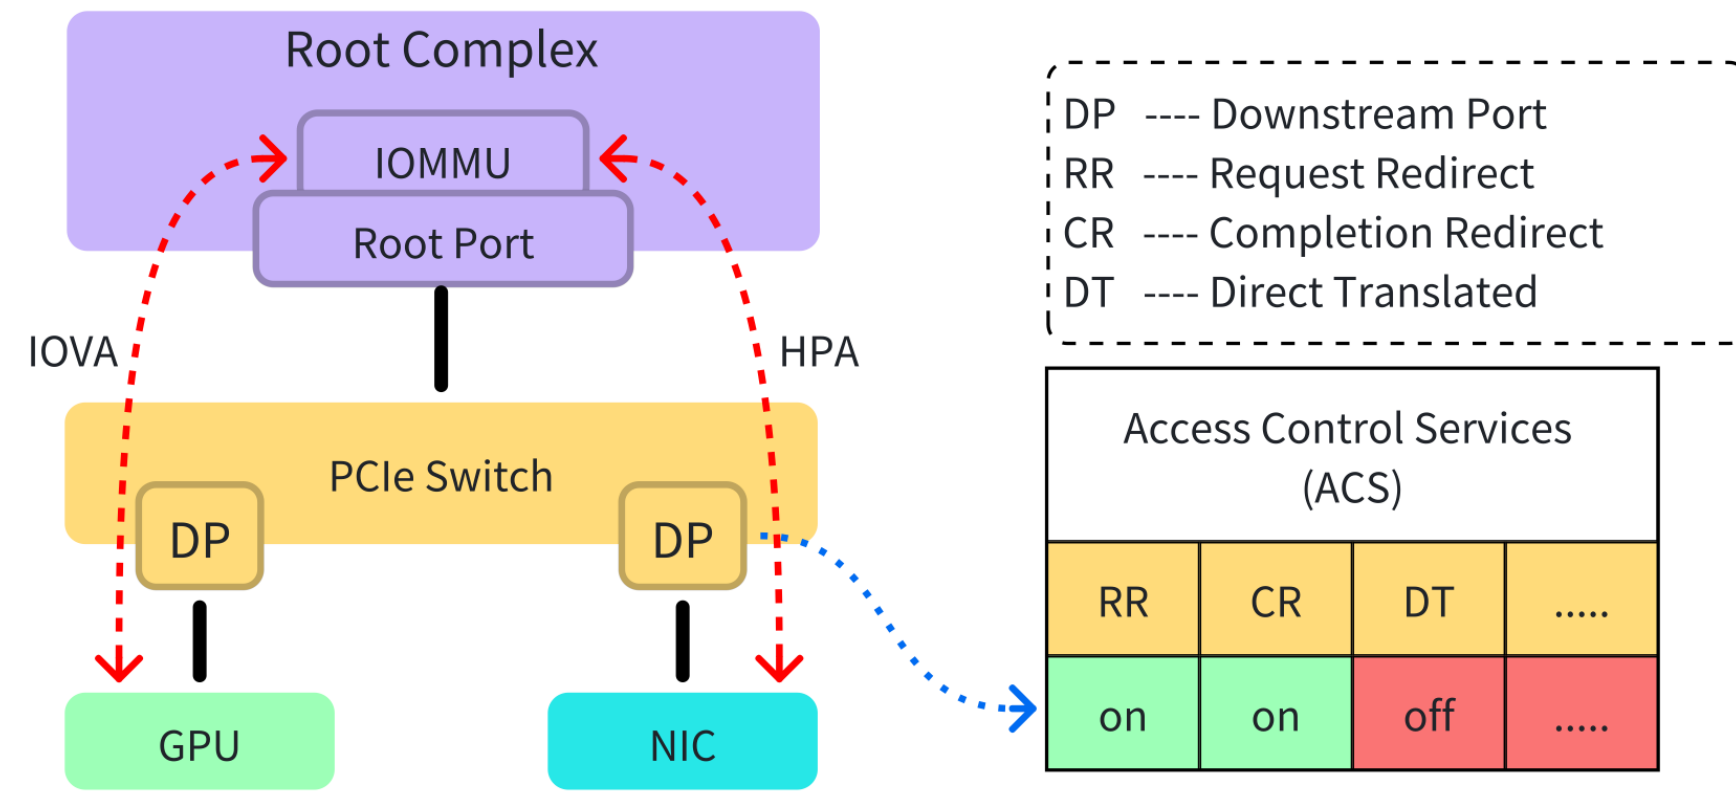 Root Complex
IOMMU
Root Port
IOVA
HPA
PCIe Switch
DP
DP
GPU
NIC
DP ---- Downstream Port
RR ---- Request Redirect
CR ---- Completion Redirect
DT ---- Direct Translated
Access Control Services
(ACS)
RR CR DT .....
on on off .....